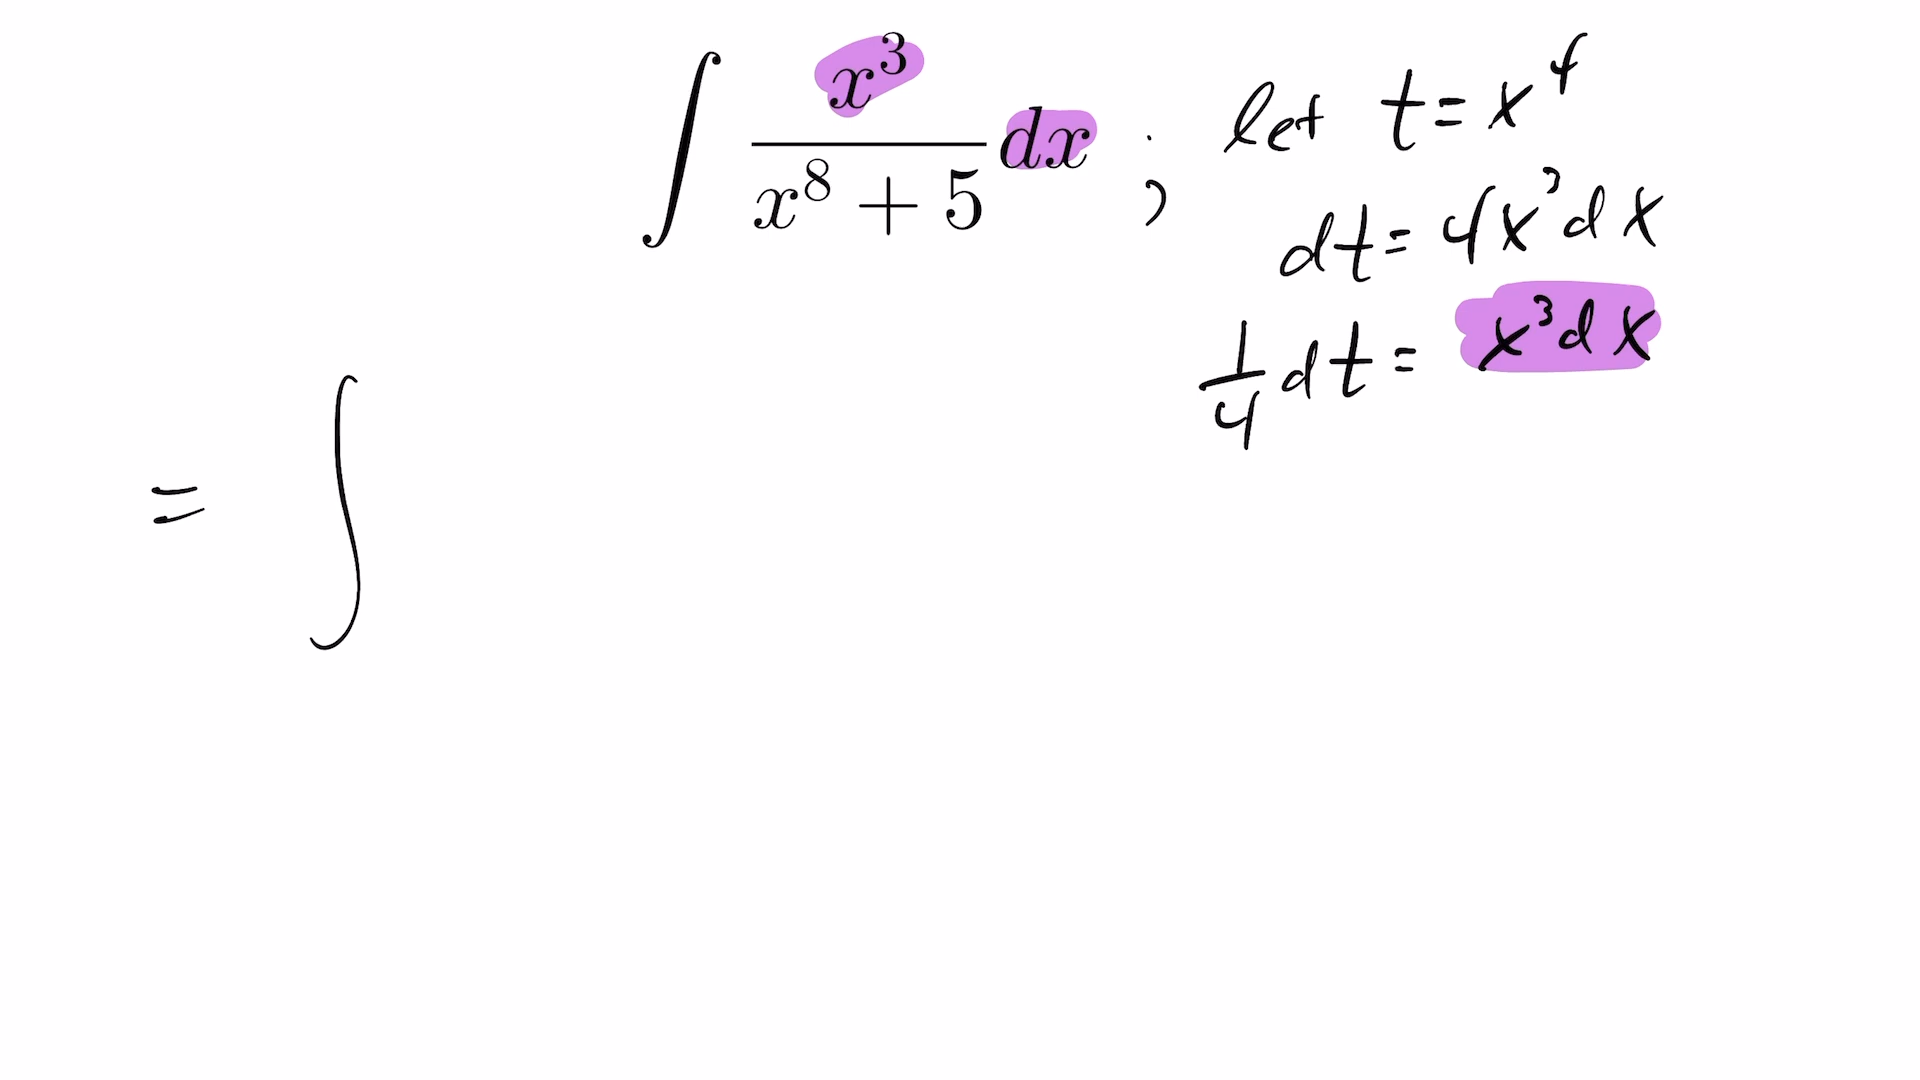 ∫ x³/(x⁸ + 5) dx ; let t = x⁴
dt = 4x³dx
1/4 dt = x³dx
= ∫